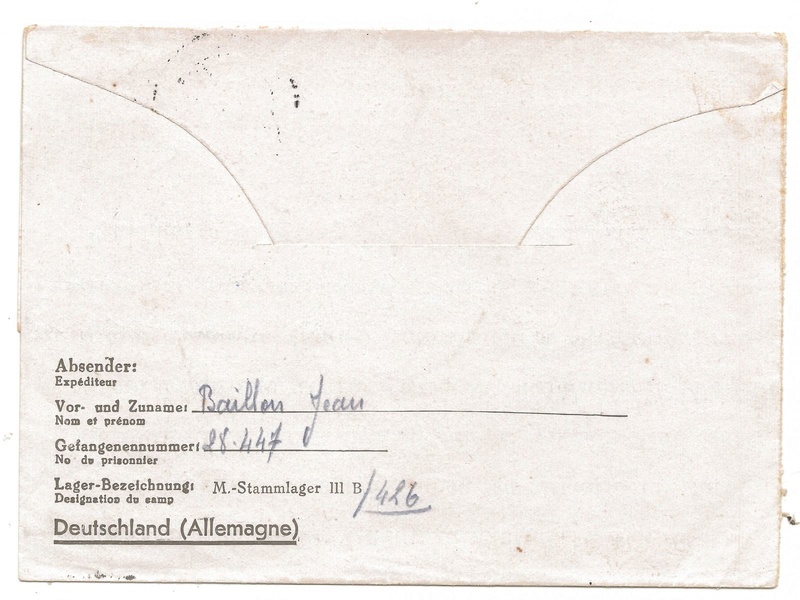 Absender:
Expéditeur
Vor- und Zuname: Baillon Jean
Nom et prénom
Gefangenennummer: 28.447
No du prisonnier
Lager-Bezeichnung: M.-Stammlager III B/426
Designation du camp
Deutschland (Allemagne)